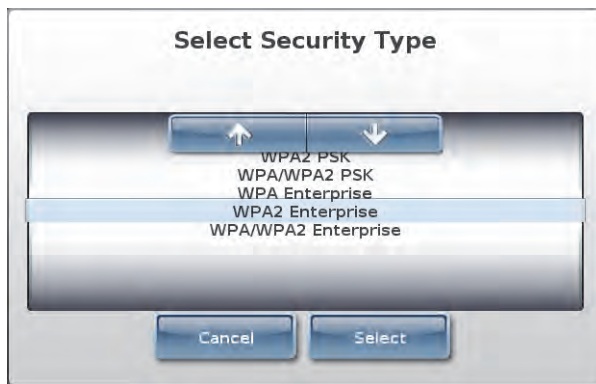 Select Security Type
WPA2 PSK
WPA/WPA2 PSK
WPA Enterprise
WPA2 Enterprise
WPA/WPA2 Enterprise
Cancel Select